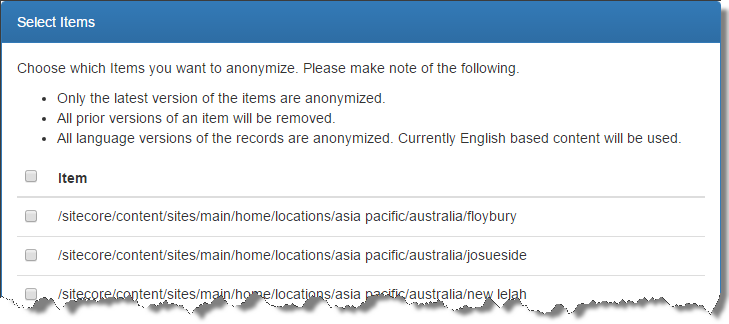 Select Items
Choose which Items you want to anonymize. Please make note of the following.
• Only the latest version of the items are anonymized.
• All prior versions of an item will be removed.
• All language versions of the records are anonymized. Currently English based content will be used.
Item
/sitecore/content/sites/main/home/locations/asia pacific/australia/floybury
/sitecore/content/sites/main/home/locations/asia pacific/australia/josueside
/sitecore/content/sites/main/home/locations/asia pacific/australia/new lelah